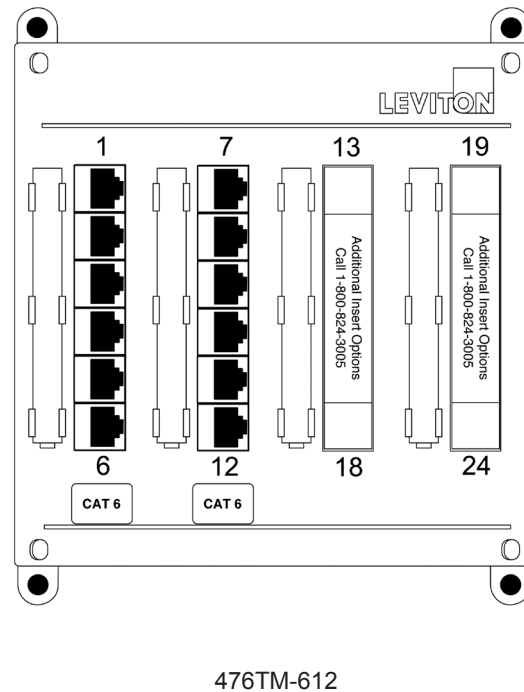 LEVITON
1 7 13 19
Additional Insert Options
Call 1-800-824-3005
Additional Insert Options
Call 1-800-824-3005
6 12 18 24
CAT 6 CAT 6
476TM-612